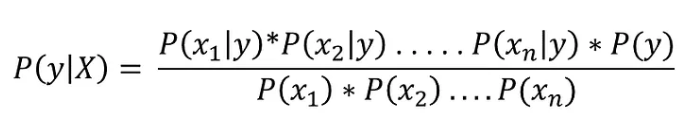 P(y|X) = P(x₁|y)*P(x₂|y) ..... P(xₙ|y) * P(y)
P(x₁) * P(x₂) .... P(xₙ)